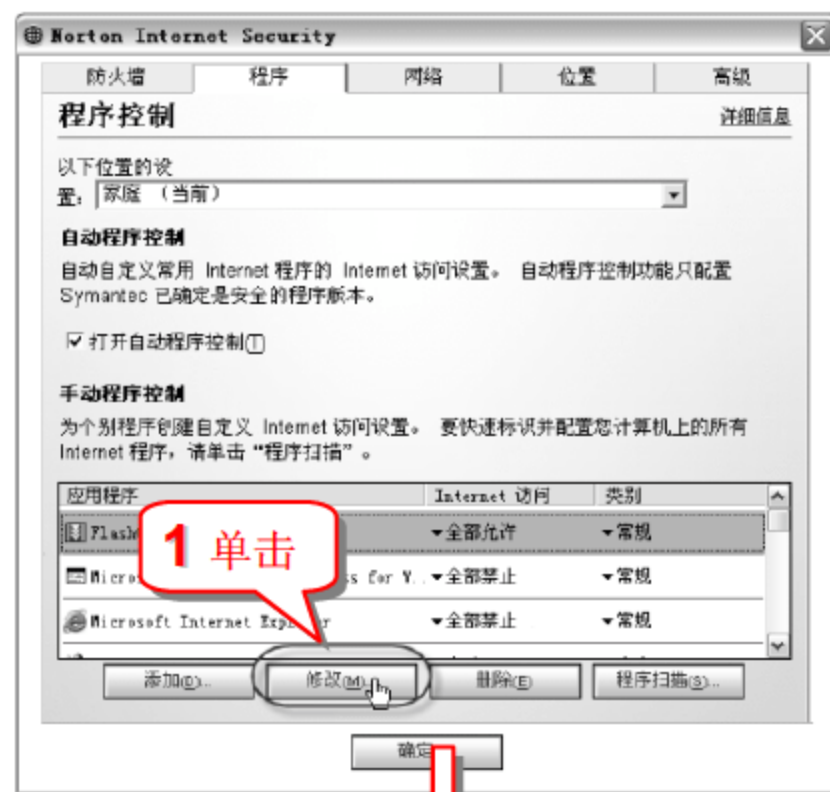 Norton Internet Security
防火墙 程序 网络 位置 高级
程序控制 详细信息
以下位置的设
置: 家庭 （当前）
自动程序控制
自动自定义常用 Internet 程序的 Internet 访问设置。 自动程序控制功能只配置
Symantec 已确定是安全的程序版本。
打开自动程序控制(T)
手动程序控制
为个别程序创建自定义 Internet 访问设置。 要快速标识并配置您计算机上的所有
Internet 程序，请单击“程序扫描”。
应用程序 Internet 访问 类别
Flash 全部允许 常规
1 单击
Micros s for V.. 全部禁止 常规
Microsoft Internet Explorer 全部禁止 常规
添加(D)... 修改(M)... 删除(E) 程序扫描(S)...
确定